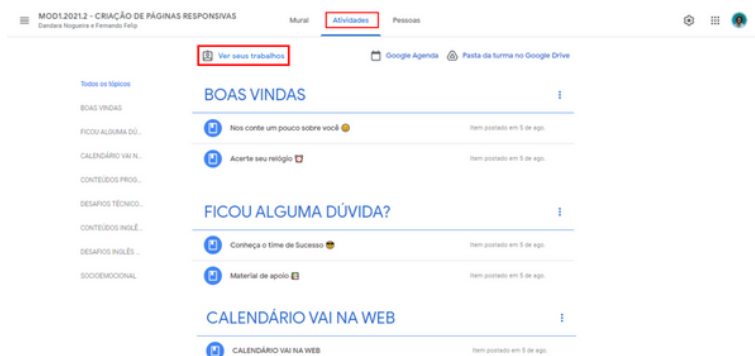 MOD1.2021.2 - CRIAÇÃO DE PÁGINAS RESPONSIVAS
Dandara Nogueira e Fernando Felip
Mural Atividades Pessoas
Ver seus trabalhos
Google Agenda Pasta da turma no Google Drive
Todos os tópicos
BOAS VINDAS
FICOU ALGUMA DÚ...
CALENDÁRIO VAI N...
CONTEÚDOS PROG...
DESAFIOS TÉCNICO...
CONTEÚDOS INGLÊ...
DESAFIOS INGLÊS ...
SOCIOEMOCIONAL
BOAS VINDAS
Nos conte um pouco sobre você 😊 Item postado em 5 de ago.
Acerte seu relógio ⏰ Item postado em 5 de ago.
FICOU ALGUMA DÚVIDA?
Conheça o time de Sucesso 😎 Item postado em 5 de ago.
Material de apoio Item postado em 5 de ago.
CALENDÁRIO VAI NA WEB
CALENDÁRIO VAI NA WEB Item postado em 5 de ago.